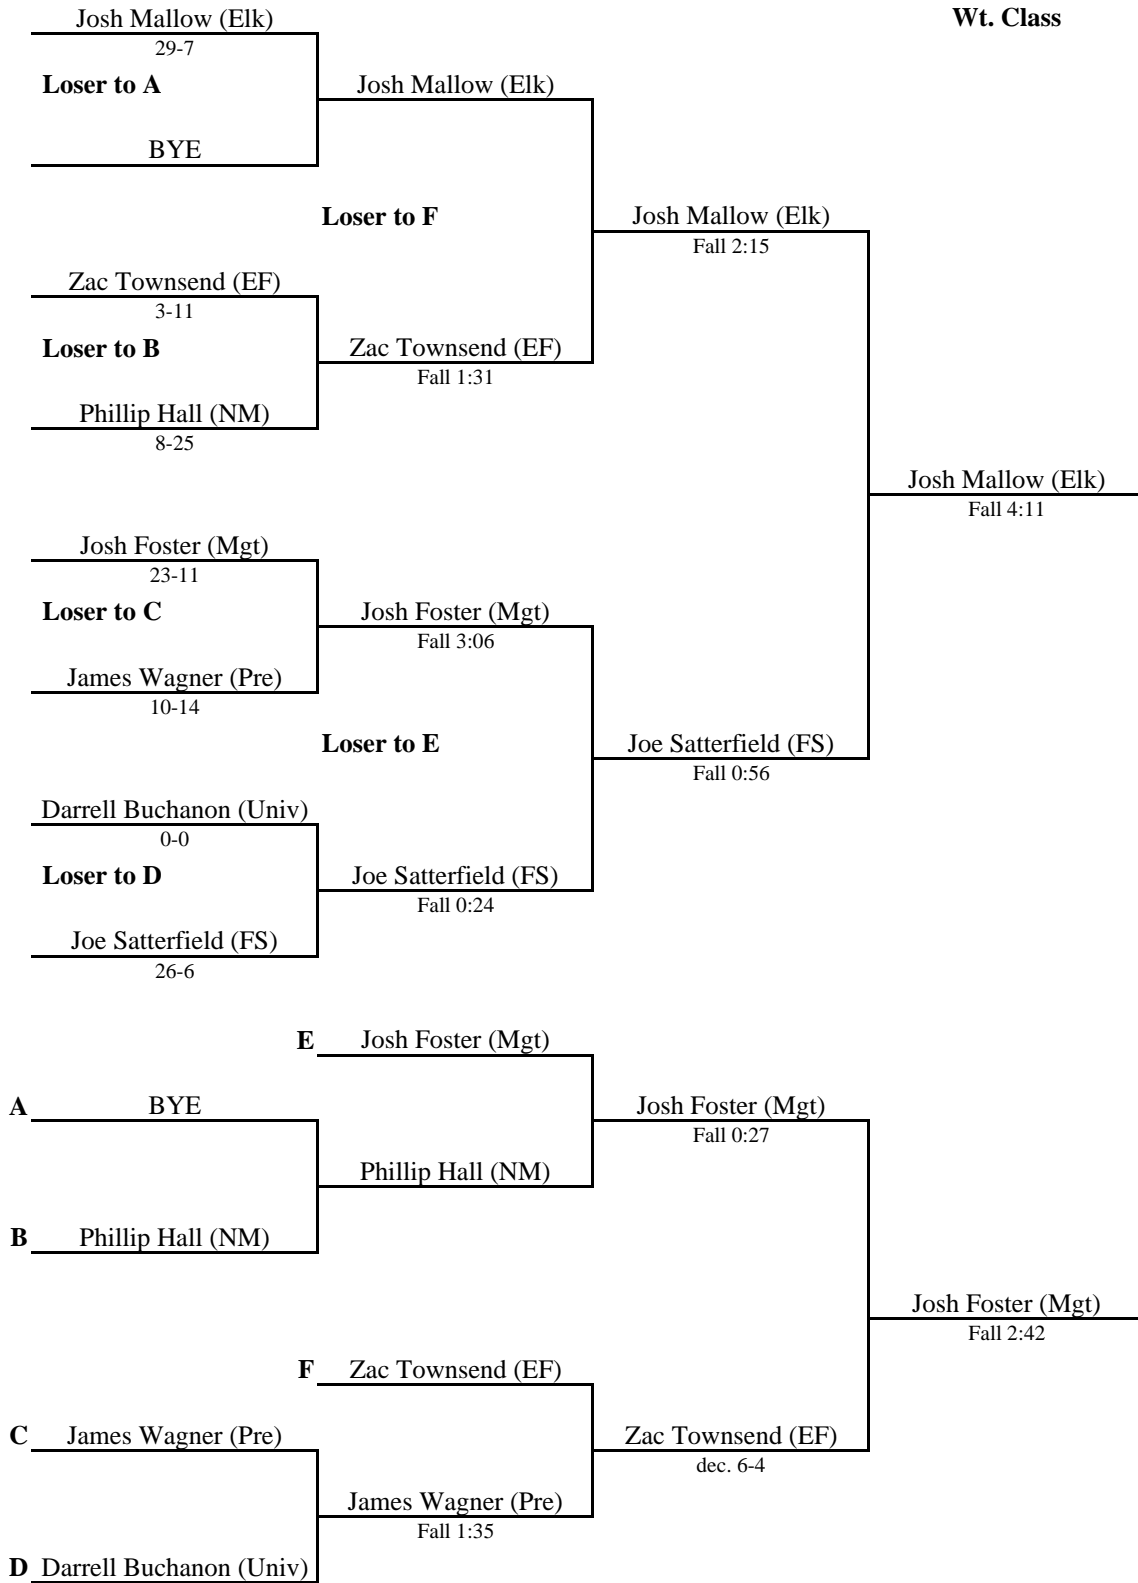 Josh Mallow (Elk)
Wt. Class
29-7
Loser to A
Josh Mallow (Elk)
BYE
Loser to F
Josh Mallow (Elk)
Fall 2:15
Zac Townsend (EF)
3-11
Loser to B
Zac Townsend (EF)
Fall 1:31
Phillip Hall (NM)
8-25
Josh Mallow (Elk)
Fall 4:11
Josh Foster (Mgt)
23-11
Loser to C
Josh Foster (Mgt)
Fall 3:06
James Wagner (Pre)
10-14
Loser to E
Joe Satterfield (FS)
Fall 0:56
Darrell Buchanon (Univ)
0-0
Loser to D
Joe Satterfield (FS)
Fall 0:24
Joe Satterfield (FS)
26-6
E Josh Foster (Mgt)
A BYE
Josh Foster (Mgt)
Fall 0:27
Phillip Hall (NM)
B Phillip Hall (NM)
Josh Foster (Mgt)
Fall 2:42
F Zac Townsend (EF)
C James Wagner (Pre)
Zac Townsend (EF)
dec. 6-4
James Wagner (Pre)
Fall 1:35
D Darrell Buchanon (Univ)